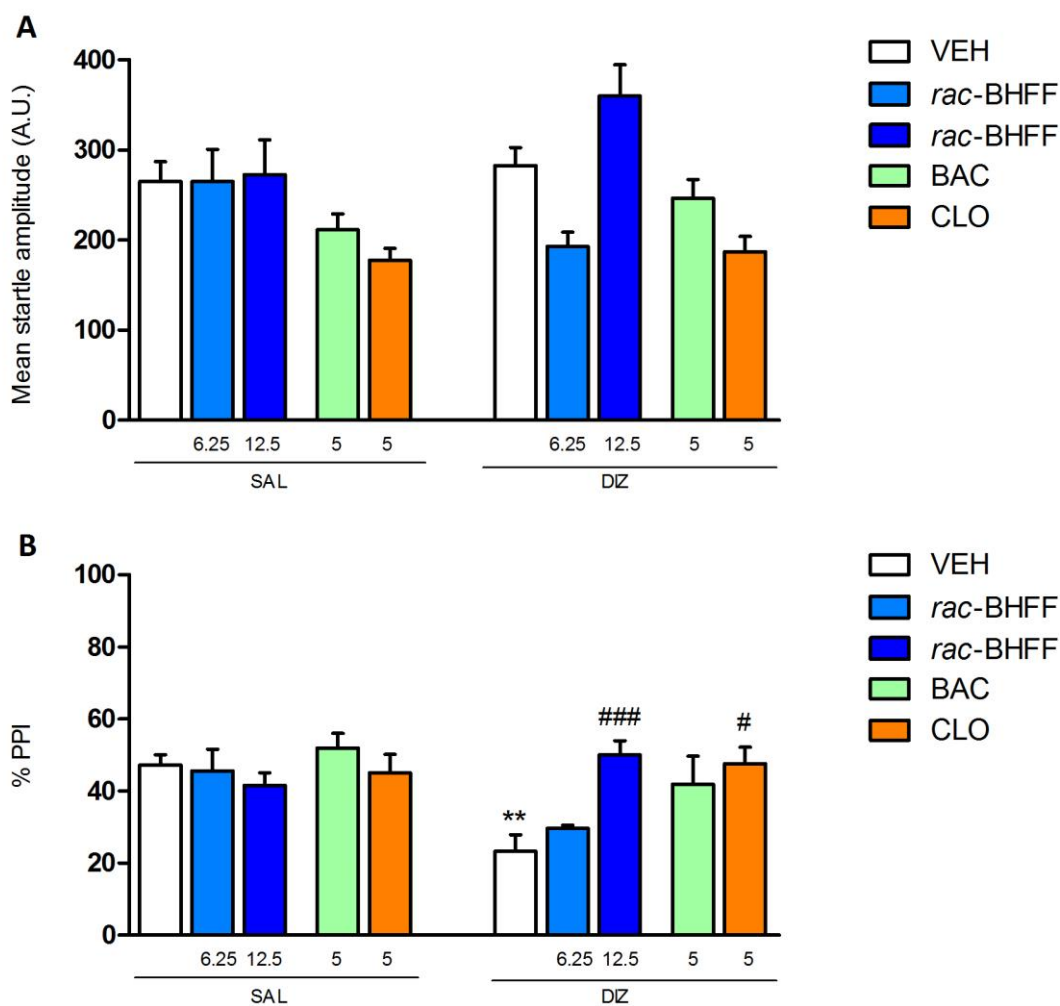 A
Mean startle amplitude (A.U.)
400
300
200
100
0
6.25 12.5 5 5
SAL
6.25 12.5 5 5
DIZ
VEH
rac-BHFF
rac-BHFF
BAC
CLO
B
% PPI
100
80
60
40
20
0
** ### #
6.25 12.5 5 5
SAL
6.25 12.5 5 5
DIZ
VEH
rac-BHFF
rac-BHFF
BAC
CLO